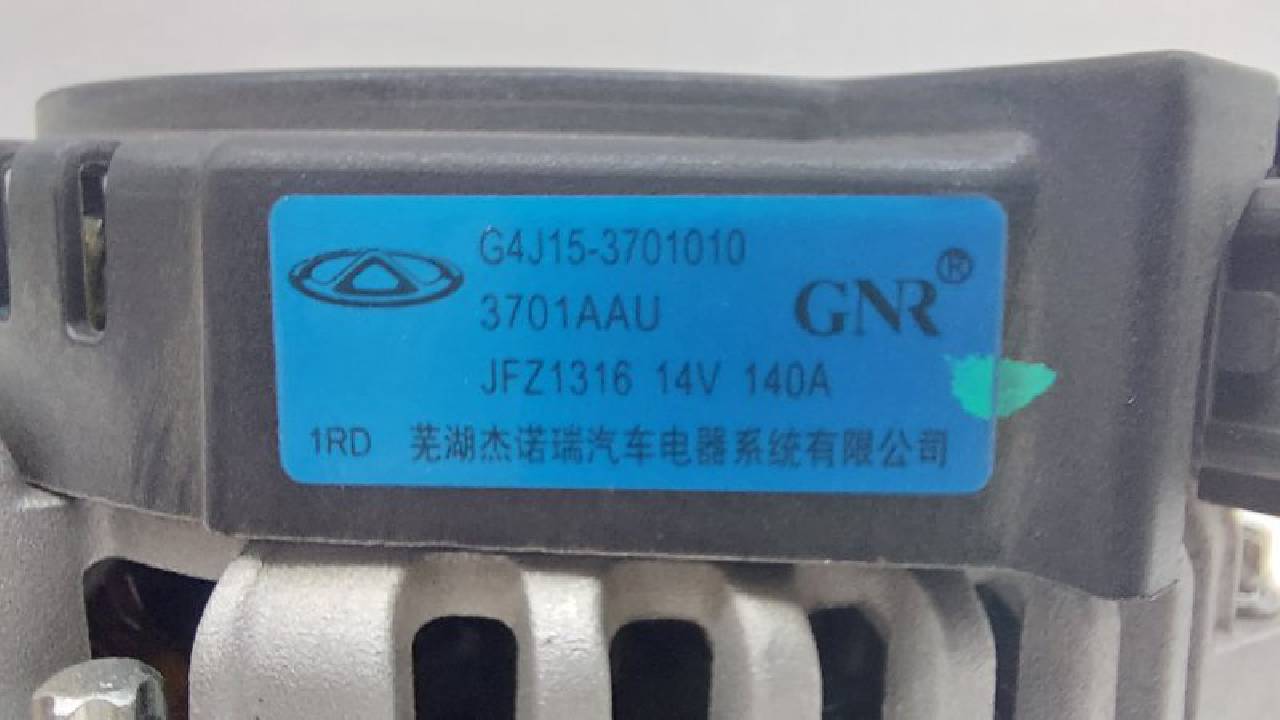 G4J15-3701010
3701AAU
GNR®
JFZ1316 14V 140A
1RD 芜湖杰诺瑞汽车电器系统有限公司